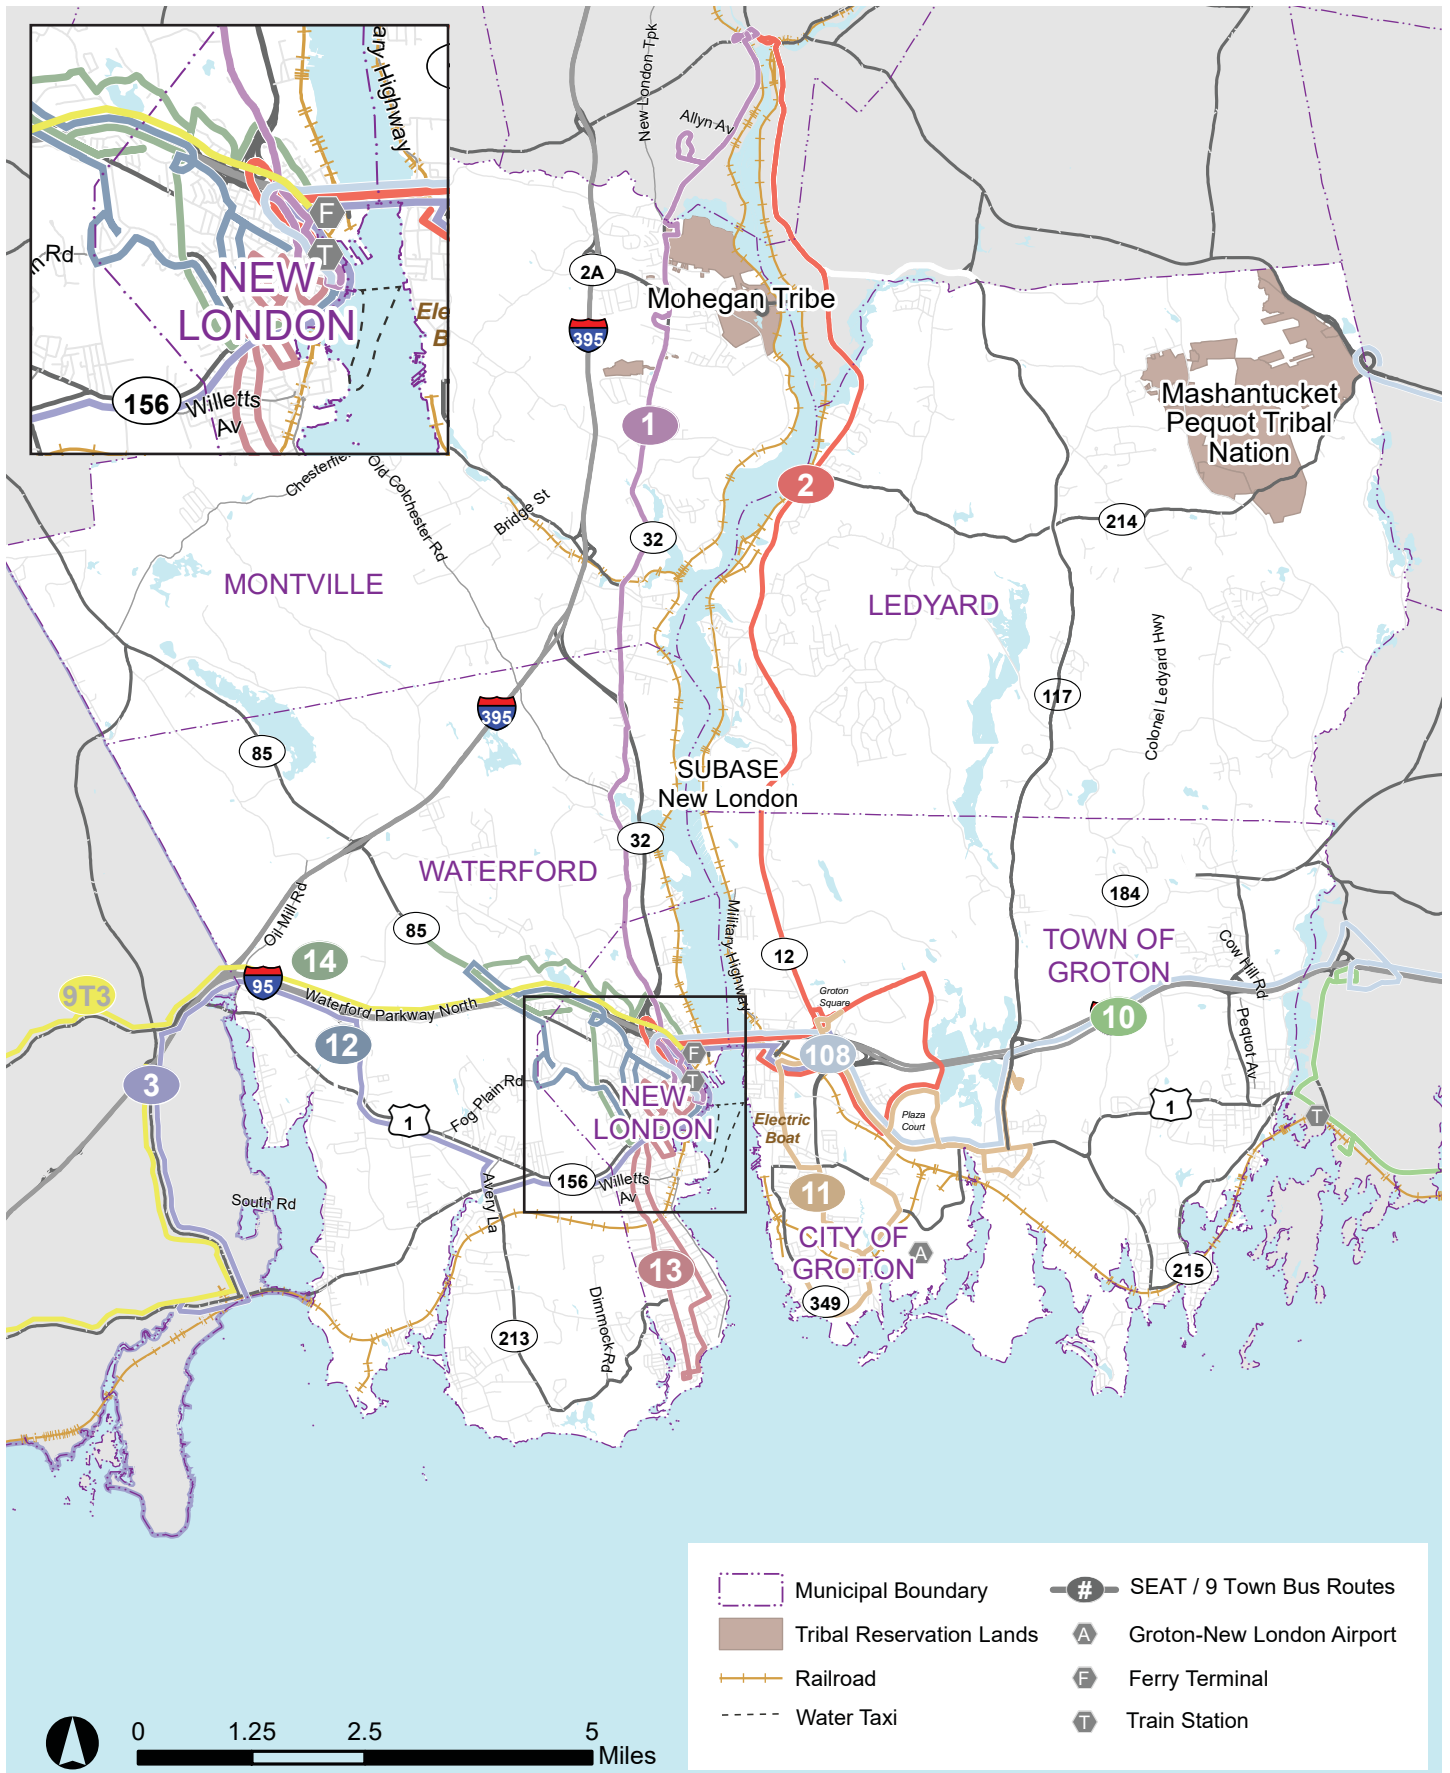 ary Highway
n Rd
F
T
NEW
LONDON
Ele
B
156
Willetts
Av
New London Tpk
Allyn Av
2A
Mohegan Tribe
395
1
Mashantucket
Pequot Tribal
Nation
2
214
Chesterfie
Old Colchester Rd
Bridge St
32
MONTVILLE
LEDYARD
Colonel Ledyard Hwy
117
395
85
SUBASE
New London
32
WATERFORD
184
85
Military Highway
Oil Mill Rd
14
12
TOWN OF
GROTON
Cow Hill Rd
95
9T3
Waterford Parkway North
Groton
Square
10
Pequot Av
12
108
F
T
3
Fog Plain Rd
NEW
LONDON
1
Electric
Boat
Plaza
Court
1
T
156
Willetts
Av
Avery La
South Rd
11
CITY OF
GROTON
A
13
215
349
Dimmock Rd
213
Municipal Boundary
Tribal Reservation Lands
Railroad
Water Taxi
# SEAT / 9 Town Bus Routes
A Groton-New London Airport
F Ferry Terminal
T Train Station
0 1.25 2.5 5
Miles